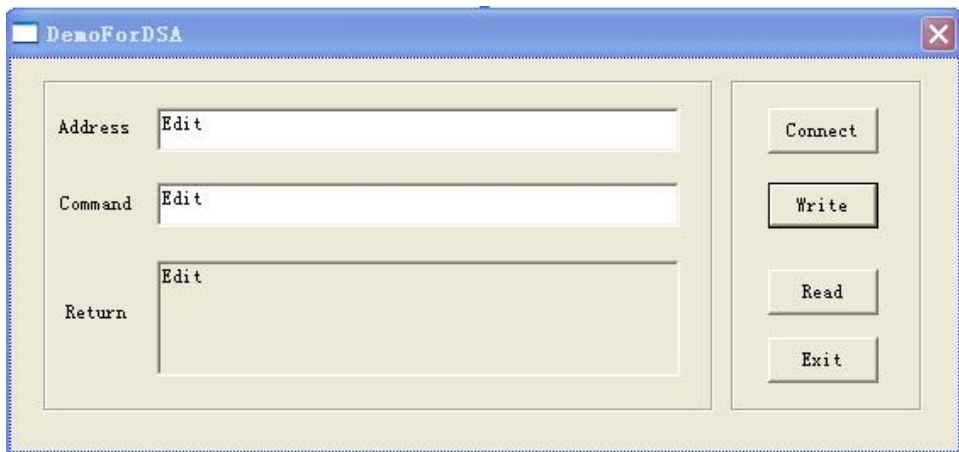 DemoForDSA
Address
Edit
Connect
Command
Edit
Write
Return
Edit
Read
Exit